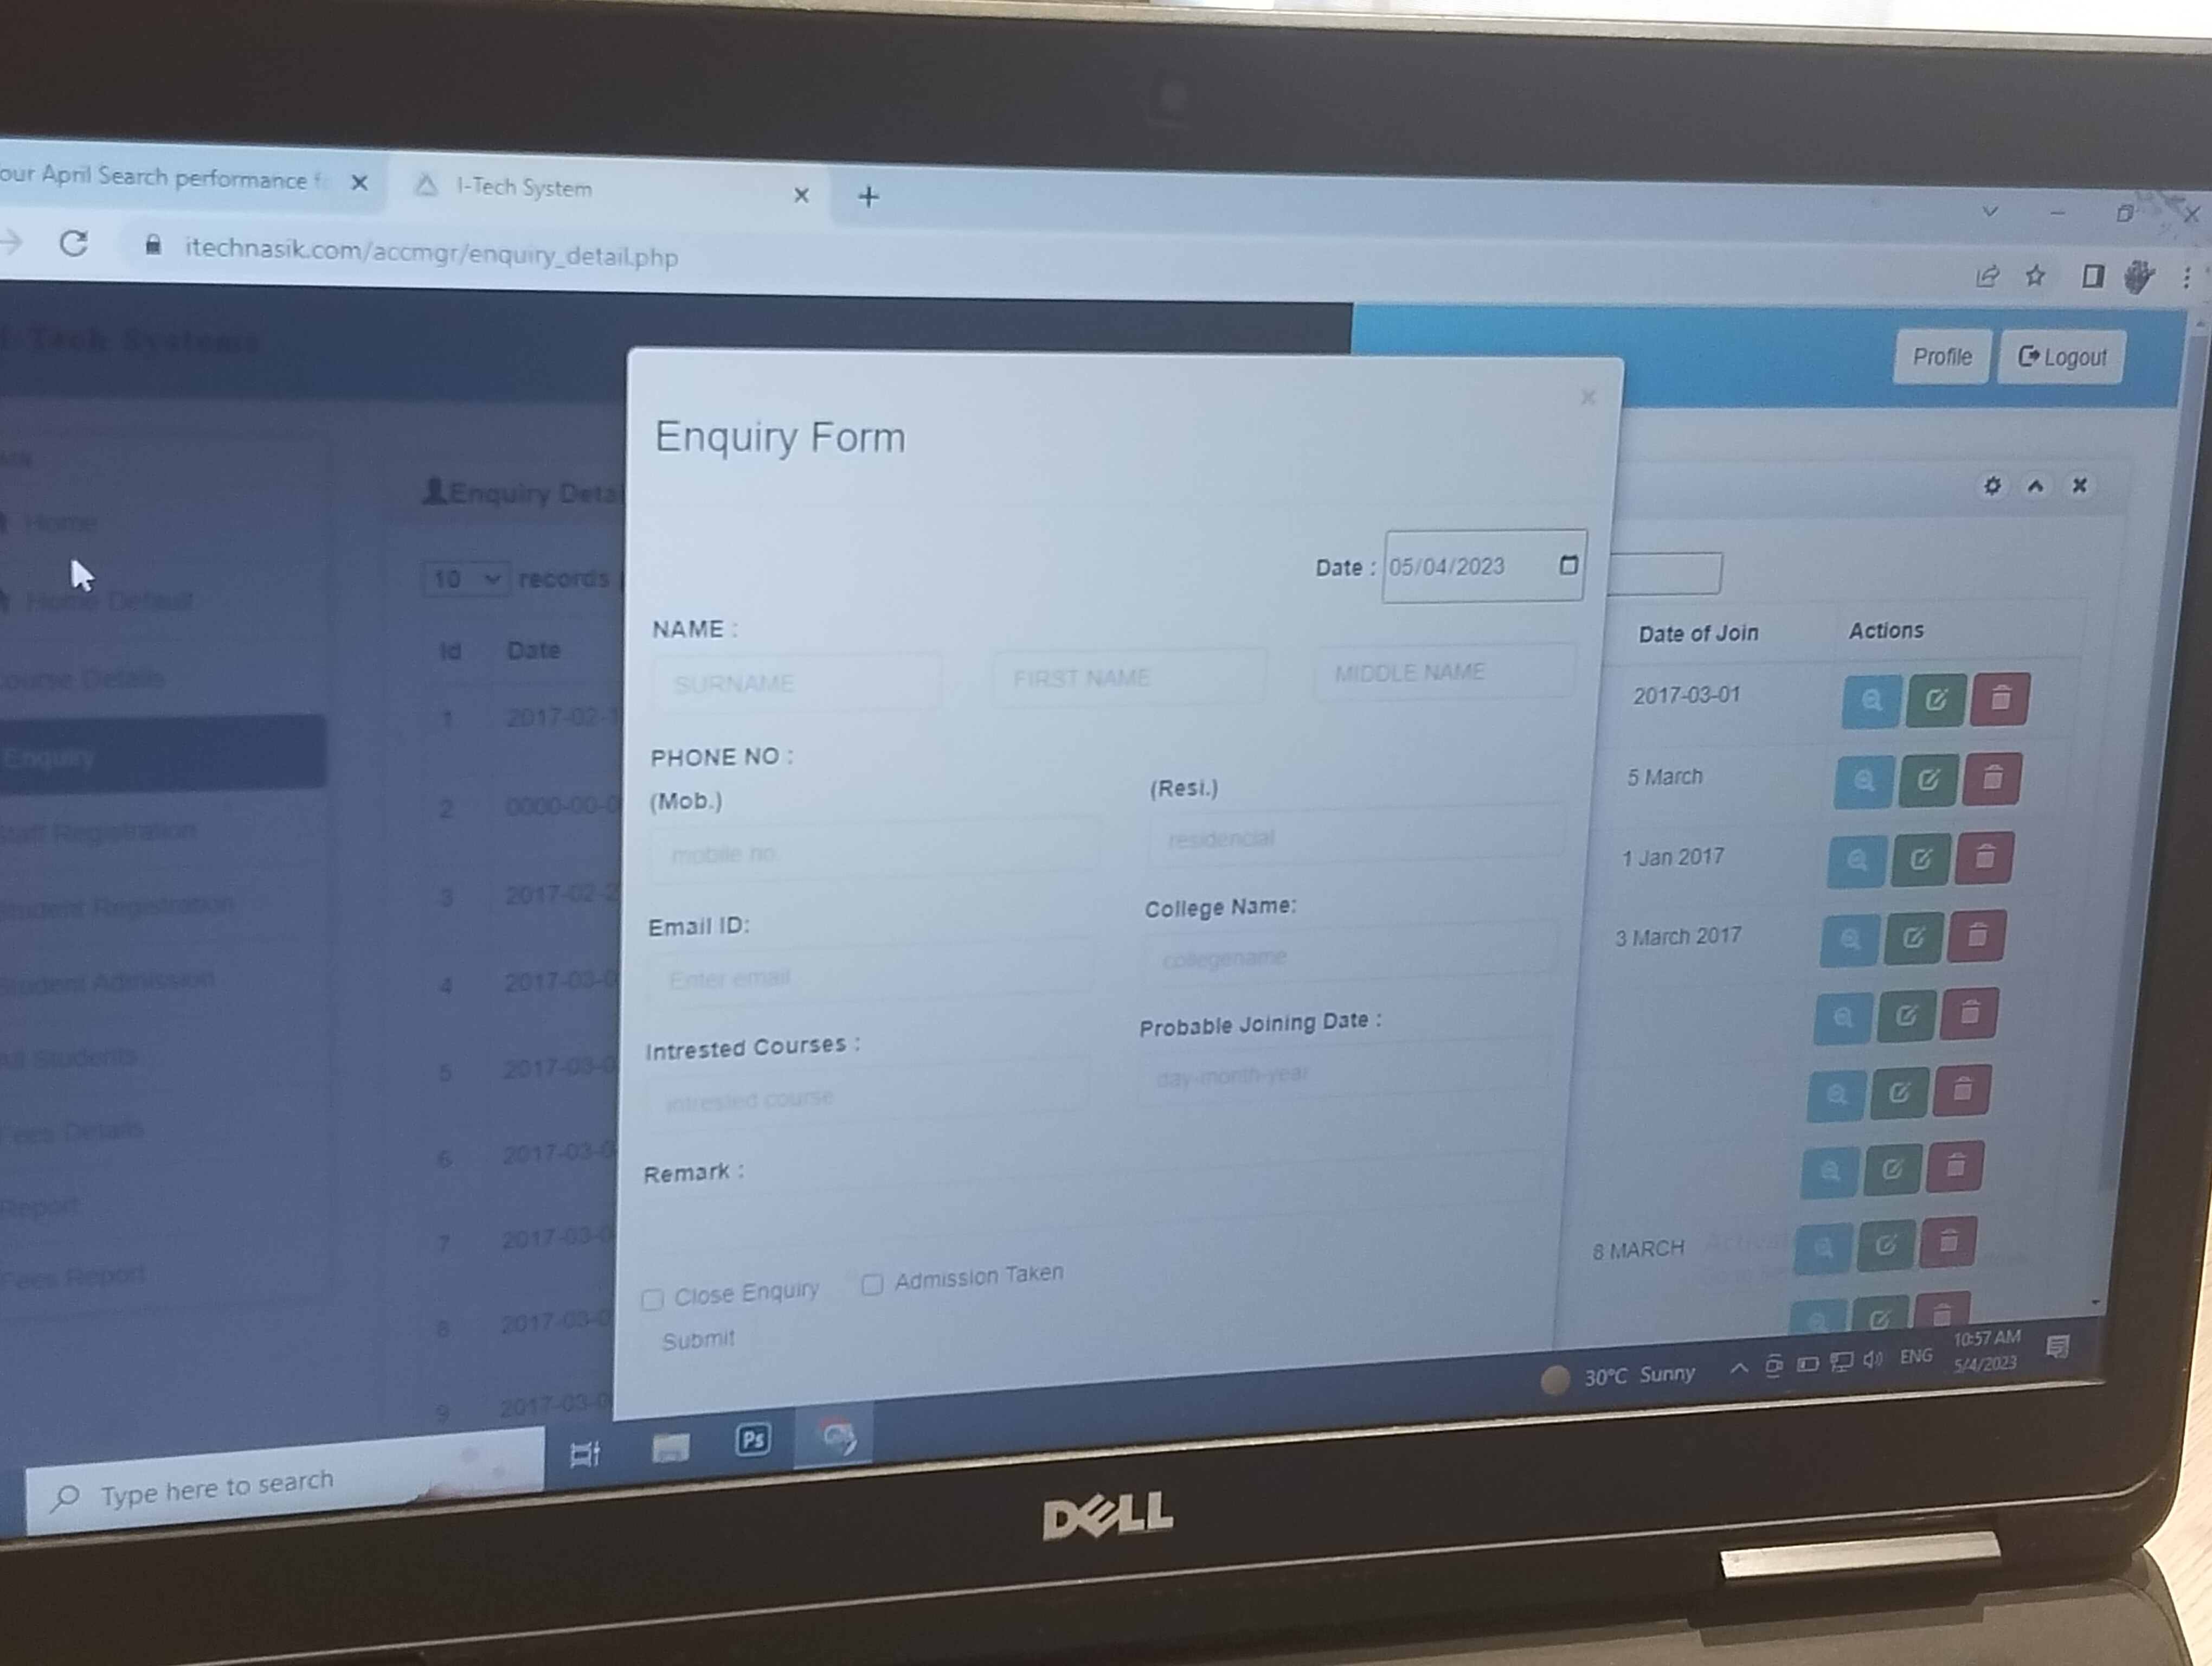 our April Search performance f
I-Tech System
itechnasik.com/accmgr/enquiry_detail.php
I-Tech Systems
Profile
Logout
Home
Home Default
ourse Details
Enquiry
taff Registration
Student Registration
Student Admission
All Students
Fees Details
Report
Fees Report
Enquiry Detai
10 records
Id Date
1 2017-02-1
2 0000-00-0
3 2017-02-2
4 2017-03-0
5 2017-03-0
6 2017-03-0
7 2017-03-0
8 2017-03-0
9 2017-03-0
Enquiry Form
Date : 05/04/2023
NAME :
SURNAME FIRST NAME MIDDLE NAME
PHONE NO :
(Mob.) (Resi.)
mobile no. residencial
Email ID: College Name:
Enter email collegename
Intrested Courses : Probable Joining Date :
intrested course day-month-year
Remark :
Close Enquiry Admission Taken
Submit
Date of Join Actions
2017-03-01
5 March
1 Jan 2017
3 March 2017
8 MARCH
Type here to search
Ps
30°C Sunny
ENG
10:57 AM
5/4/2023
DELL